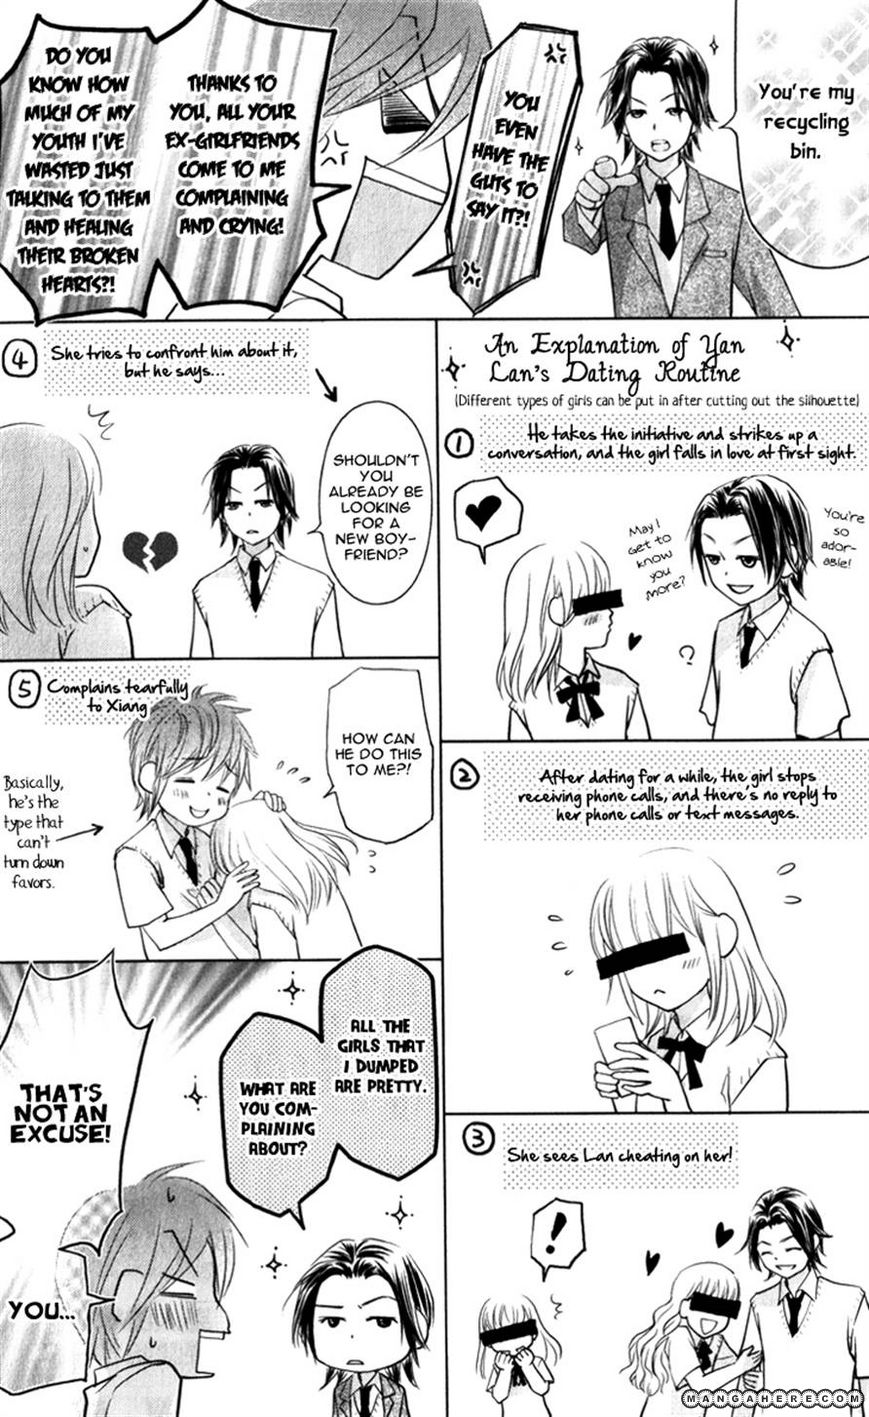 You're my
recycling
bin.
YOU
EVEN
HAVE THE
GUTS TO
SAY IT?!
THANKS TO
YOU, ALL YOUR
EX-GIRLFRIENDS
COME TO ME
COMPLAINING
AND CRYING!
DO YOU
KNOW HOW
MUCH OF MY
YOUTH I'VE
WASTED JUST
TALKING TO THEM
AND HEALING
THEIR BROKEN
HEARTS?!
An Explanation of Yan
Lan's Dating Routine
(Different types of girls can be put in after cutting out the silhouette)
1
He takes the initiative and strikes up a
conversation, and the girl falls in love at first sight.
You're
so
ador-
able!
May I
get to
know
you
more?
2
After dating for a while, the girl stops
receiving phone calls, and there's no reply to
her phone calls or text messages.
3
She sees Lan cheating on her!
!
4
She tries to confront him about it,
but he says...
SHOULDN'T
YOU
ALREADY BE
LOOKING
FOR A
NEW BOY-
FRIEND?
5
Complains tearfully
to Xiang
HOW CAN
HE DO THIS
TO ME?!
Basically,
he's the
type that
can't
turn down
favors.
ALL THE
GIRLS THAT
I DUMPED
ARE PRETTY.
WHAT ARE
YOU COM-
PLAINING
ABOUT?
THAT'S
NOT AN
EXCUSE!
YOU...
MANGAHERE.COM